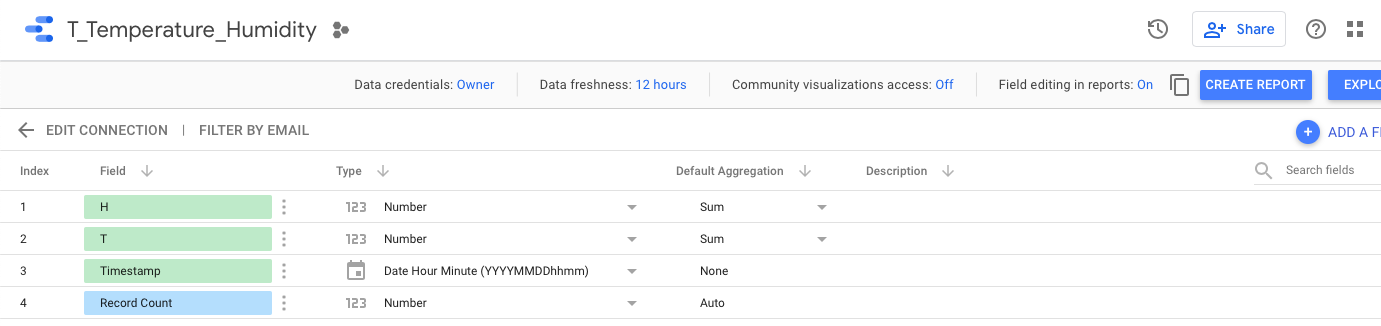 T_Temperature_Humidity Share
Data credentials: Owner Data freshness: 12 hours Community visualizations access: Off Field editing in reports: On CREATE REPORT EXPLO
EDIT CONNECTION | FILTER BY EMAIL ADD A FI
Index Field Type Default Aggregation Description Search fields
1 H 123 Number Sum
2 T 123 Number Sum
3 Timestamp Date Hour Minute (YYYYMMDDhhmm) None
4 Record Count 123 Number Auto